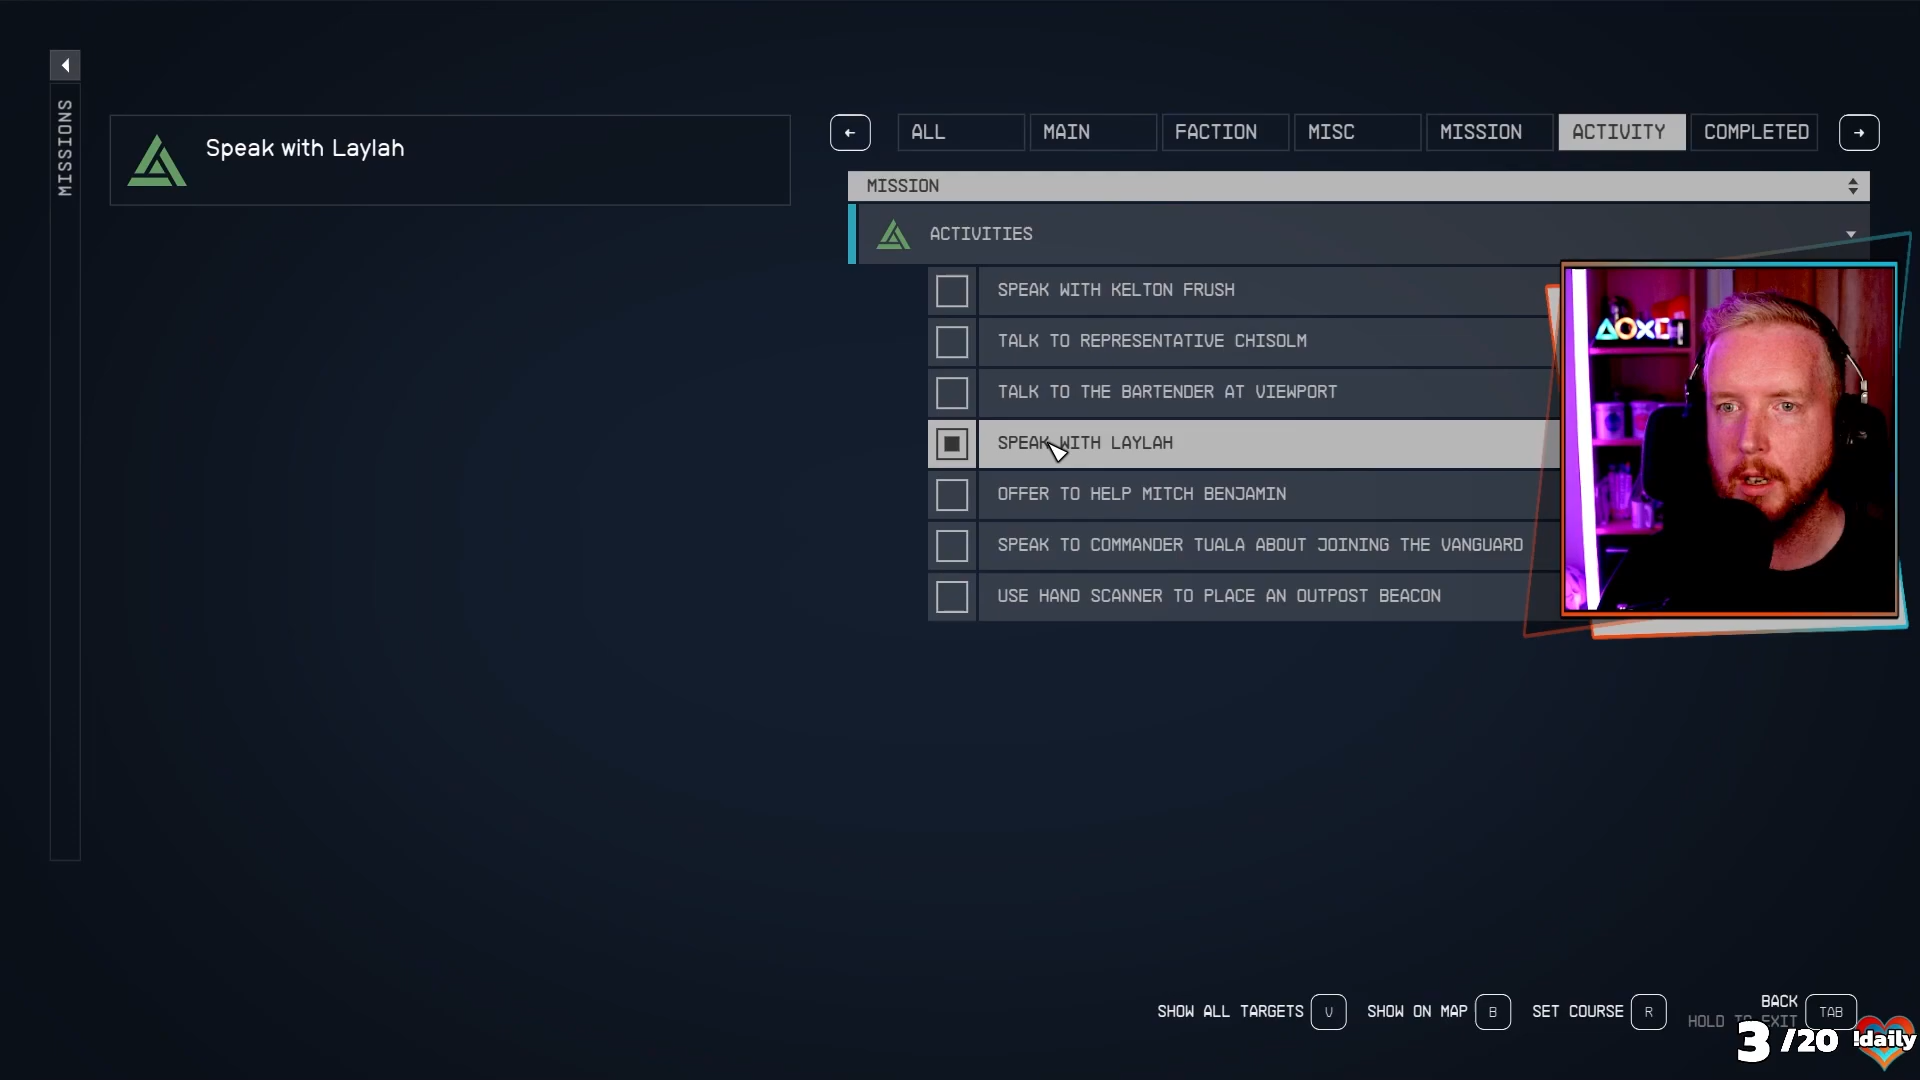 MISSIONS
Speak with Laylah
ALL
MAIN
FACTION
MISC
MISSION
ACTIVITY
COMPLETED
MISSION
ACTIVITIES
SPEAK WITH KELTON FRUSH
TALK TO REPRESENTATIVE CHISOLM
TALK TO THE BARTENDER AT VIEWPORT
SPEAK WITH LAYLAH
OFFER TO HELP MITCH BENJAMIN
SPEAK TO COMMANDER TUALA ABOUT JOINING THE VANGUARD
USE HAND SCANNER TO PLACE AN OUTPOST BEACON
SHOW ALL TARGETS V
SHOW ON MAP B
SET COURSE R
BACK
HOLD TO EXIT
TAB
3 /20 !daily